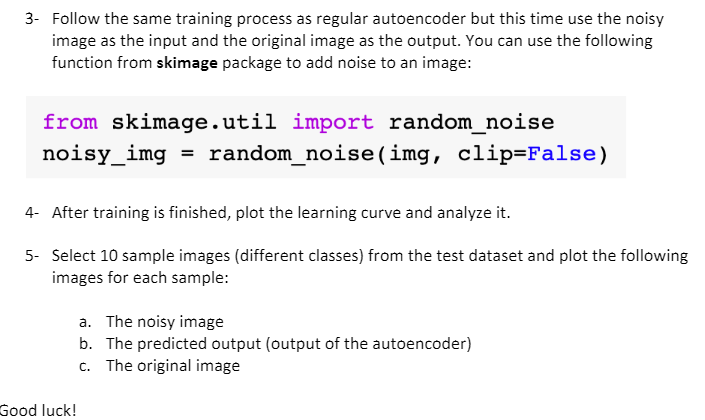 3- Follow the same training process as regular autoencoder but this time use the noisy
image as the input and the original image as the output. You can use the following
function from skimage package to add noise to an image:
from skimage.util import random_noise
noisy_img = random_noise(img, clip=False)
4- After training is finished, plot the learning curve and analyze it.
5- Select 10 sample images (different classes) from the test dataset and plot the following
images for each sample:
a. The noisy image
b. The predicted output (output of the autoencoder)
c. The original image
Good luck!